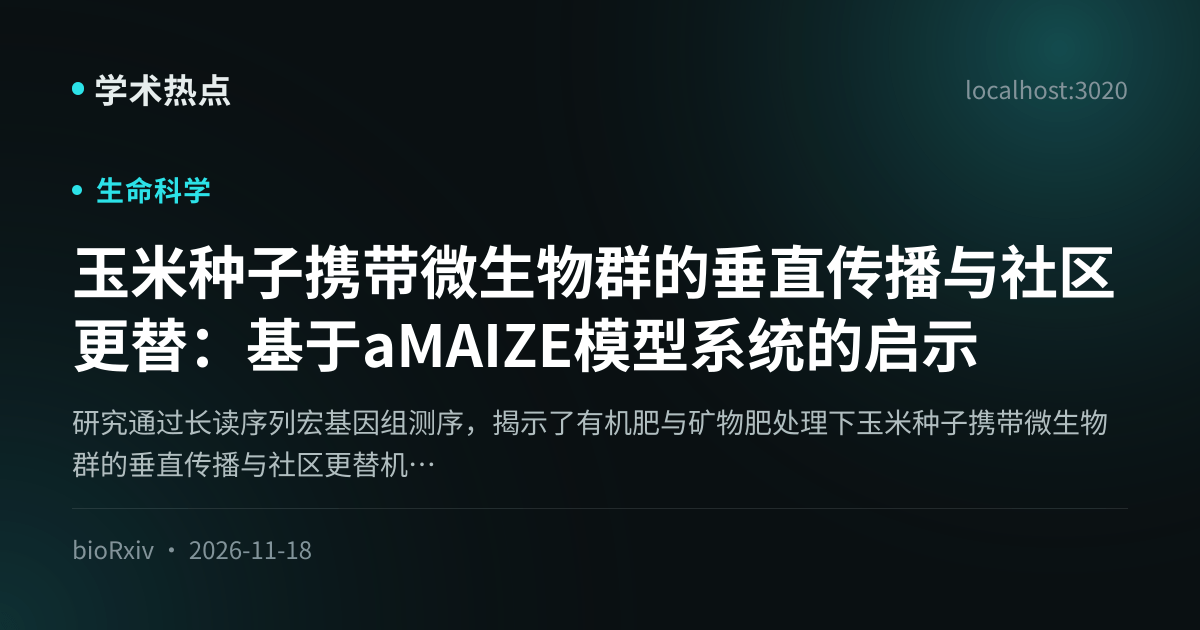 学术热点
localhost:3020
生命科学
玉米种子携带微生物群的垂直传播与社区
更替：基于aMAIZE模型系统的启示
研究通过长读序列宏基因组测序，揭示了有机肥与矿物肥处理下玉米种子携带微生物
群的垂直传播与社区更替机…
bioRxiv · 2026-11-18